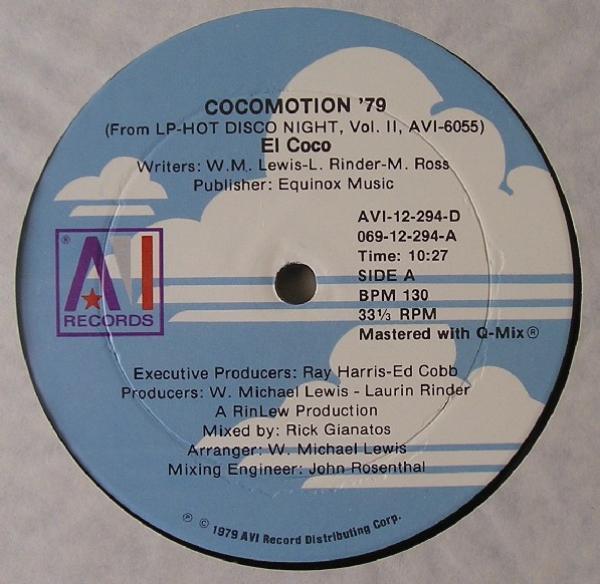 COCOMOTION '79
(From LP-HOT DISCO NIGHT, Vol. II, AVI-6055)
El Coco
Writers: W.M. Lewis-L. Rinder-M. Ross
Publisher: Equinox Music
AVI-12-294-D
069-12-294-A
Time: 10:27
SIDE A
BPM 130
33⅓ RPM
Mastered with Q-Mix®
®
AVI
RECORDS
Executive Producers: Ray Harris-Ed Cobb
Producers: W. Michael Lewis - Laurin Rinder
A RinLew Production
Mixed by: Rick Gianatos
Arranger: W. Michael Lewis
Mixing Engineer: John Rosenthal
℗ © 1979 AVI Record Distributing Corp.